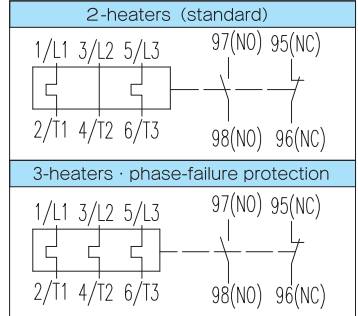 2-heaters (standard)
1/L1 3/L2 5/L3 97(NO) 95(NC)
2/T1 4/T2 6/T3 98(NO) 96(NC)
3-heaters · phase-failure protection
1/L1 3/L2 5/L3 97(NO) 95(NC)
2/T1 4/T2 6/T3 98(NO) 96(NC)